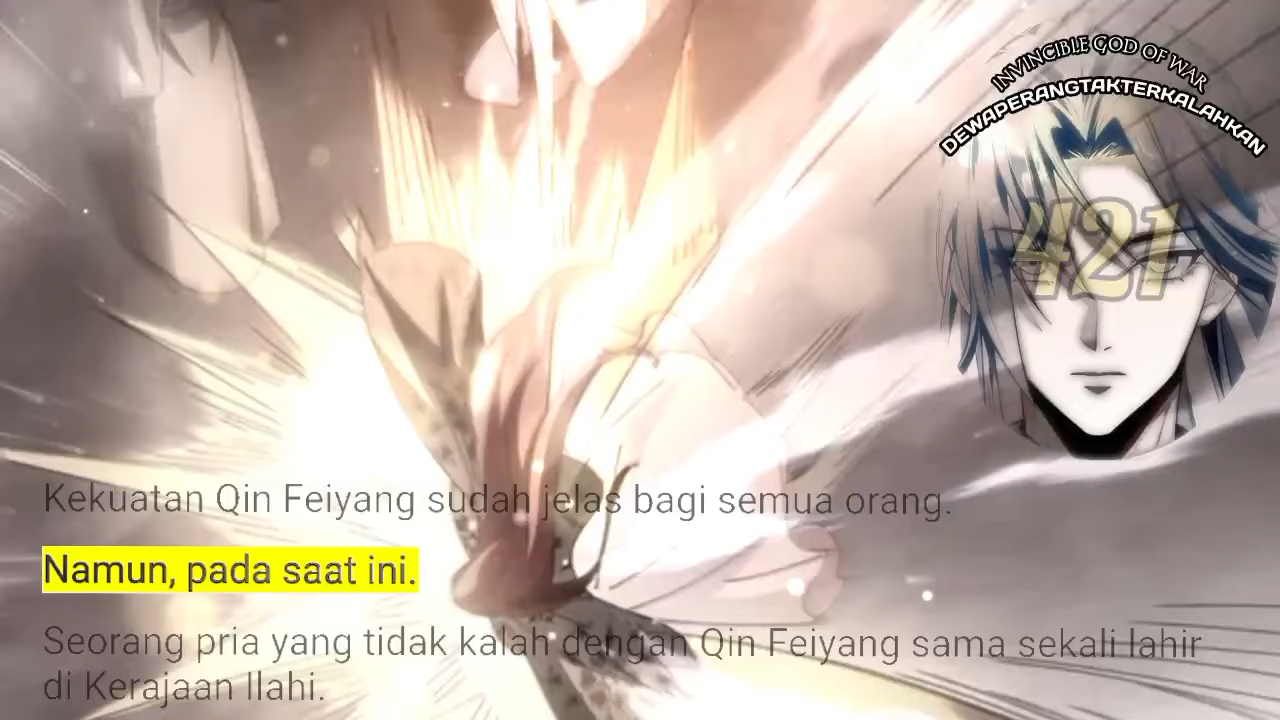 INVINCIBLE GOD OF WAR
DEWAPERANGTAKTERKALAHKAN
421
Kekuatan Qin Feiyang sudah jelas bagi semua orang.
Namun, pada saat ini.
Seorang pria yang tidak kalah dengan Qin Feiyang sama sekali lahir
di Kerajaan Ilahi.